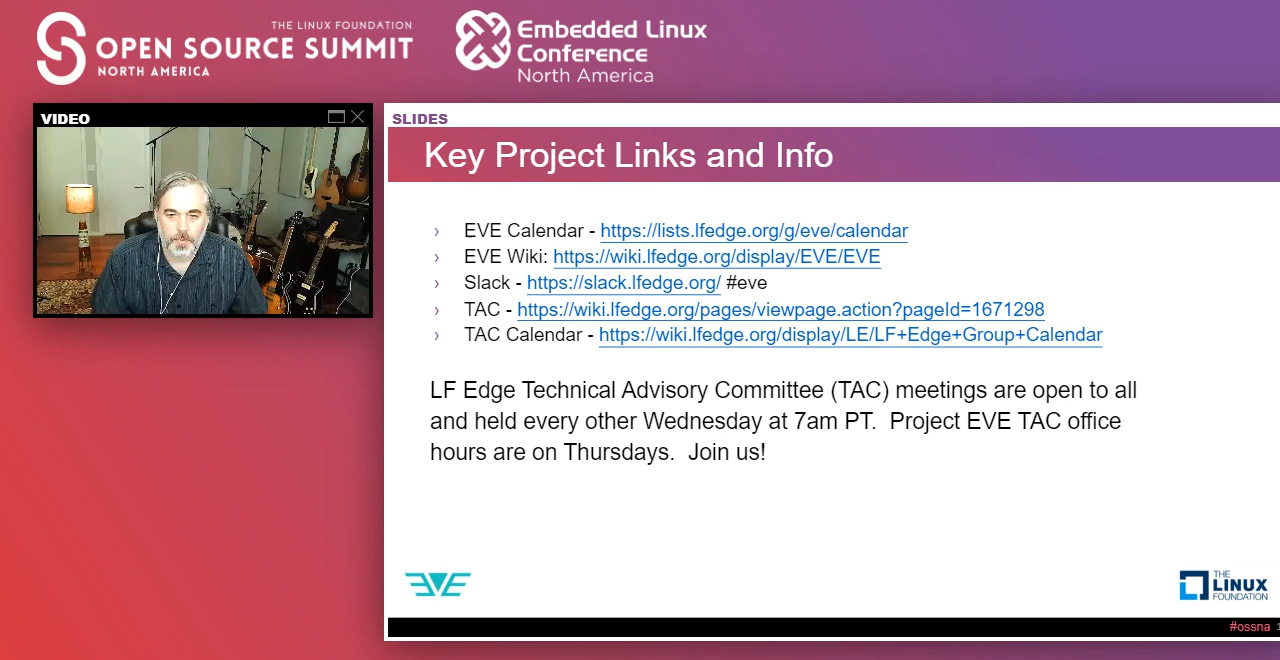 THE LINUX FOUNDATION
OPEN SOURCE SUMMIT
NORTH AMERICA
Embedded Linux
Conference
North America
VIDEO
SLIDES
Key Project Links and Info
› EVE Calendar - https://lists.lfedge.org/g/eve/calendar
› EVE Wiki: https://wiki.lfedge.org/display/EVE/EVE
› Slack - https://slack.lfedge.org/ #eve
› TAC - https://wiki.lfedge.org/pages/viewpage.action?pageId=1671298
› TAC Calendar - https://wiki.lfedge.org/display/LE/LF+Edge+Group+Calendar
LF Edge Technical Advisory Committee (TAC) meetings are open to all
and held every other Wednesday at 7am PT.  Project EVE TAC office
hours are on Thursdays.  Join us!
EVE
THE
LINUX
FOUNDATION
#ossna